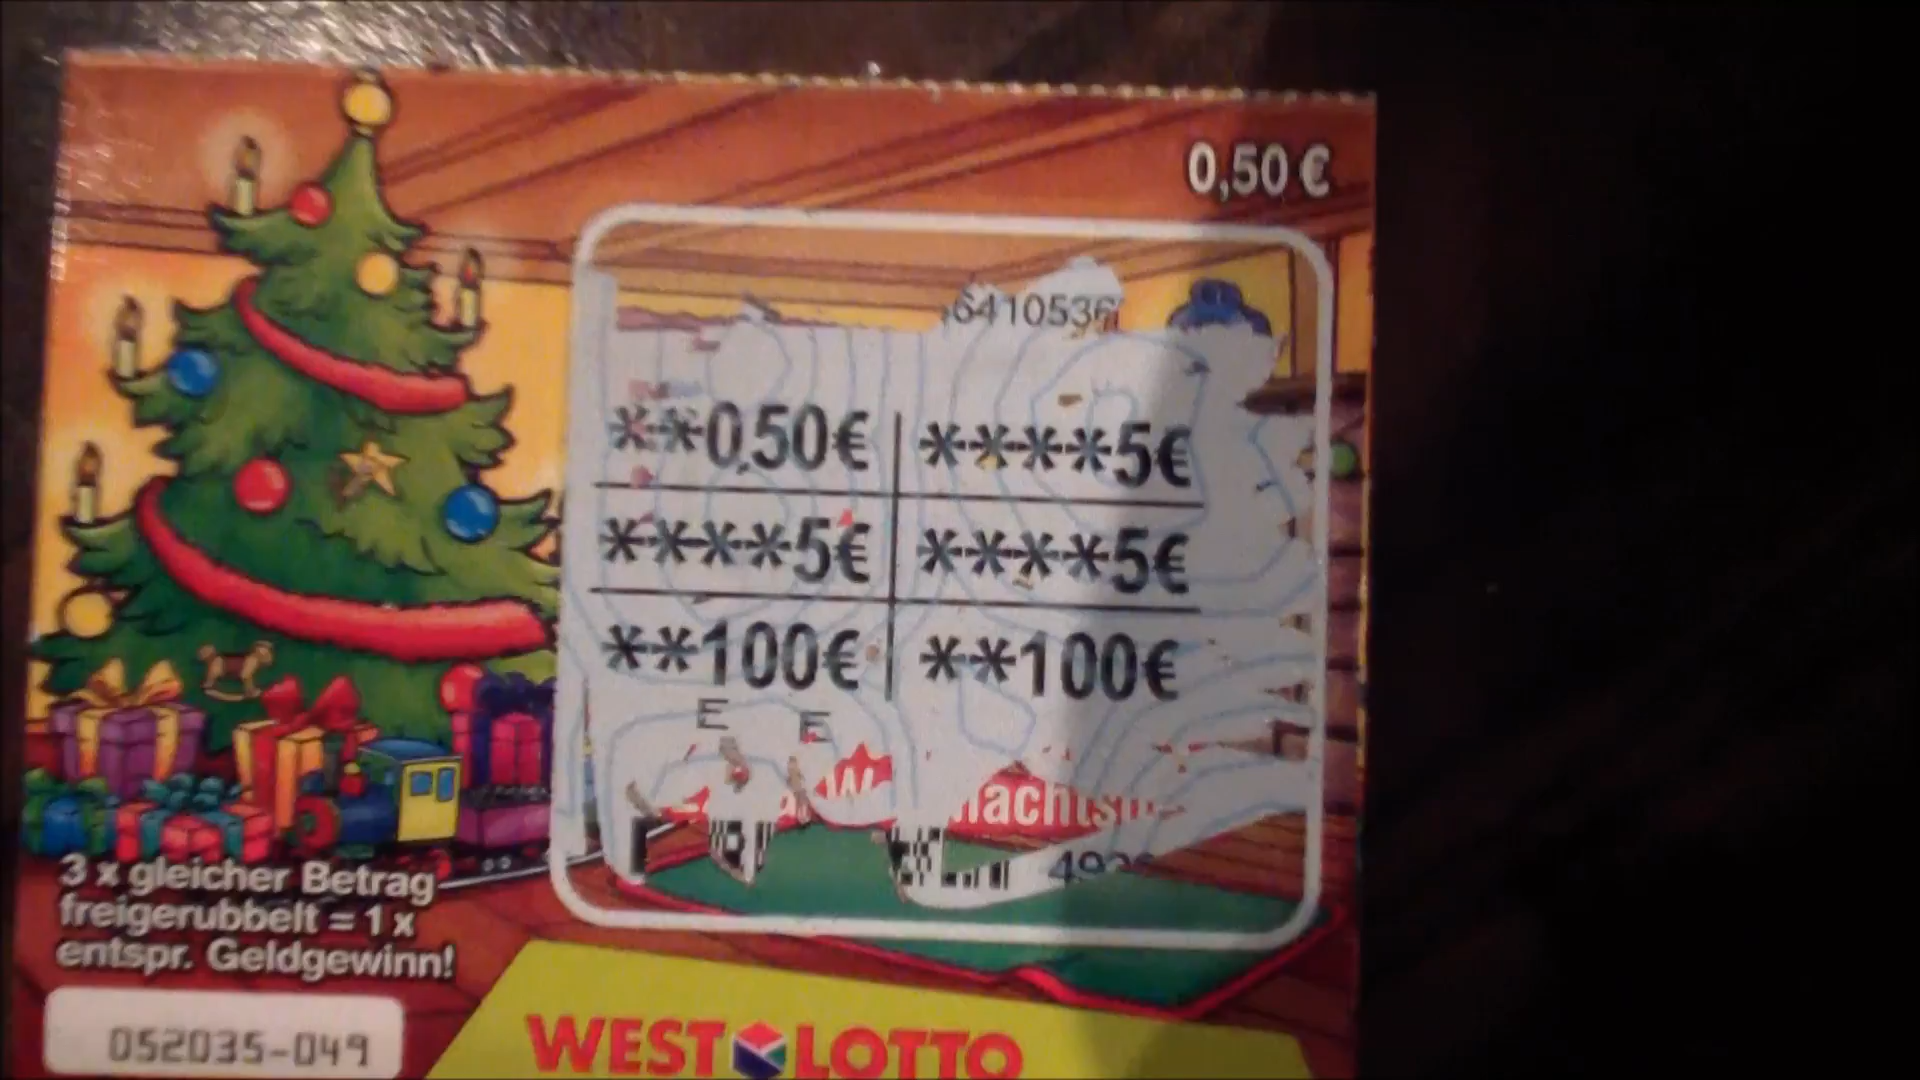 0,50 €
6410536
**0,50€ ****5€
****5€ ****5€
**100€ **100€
E E
3 x gleicher Betrag
freigerubbelt = 1 x
entspr. Geldgewinn!
052035-049
WEST LOTTO